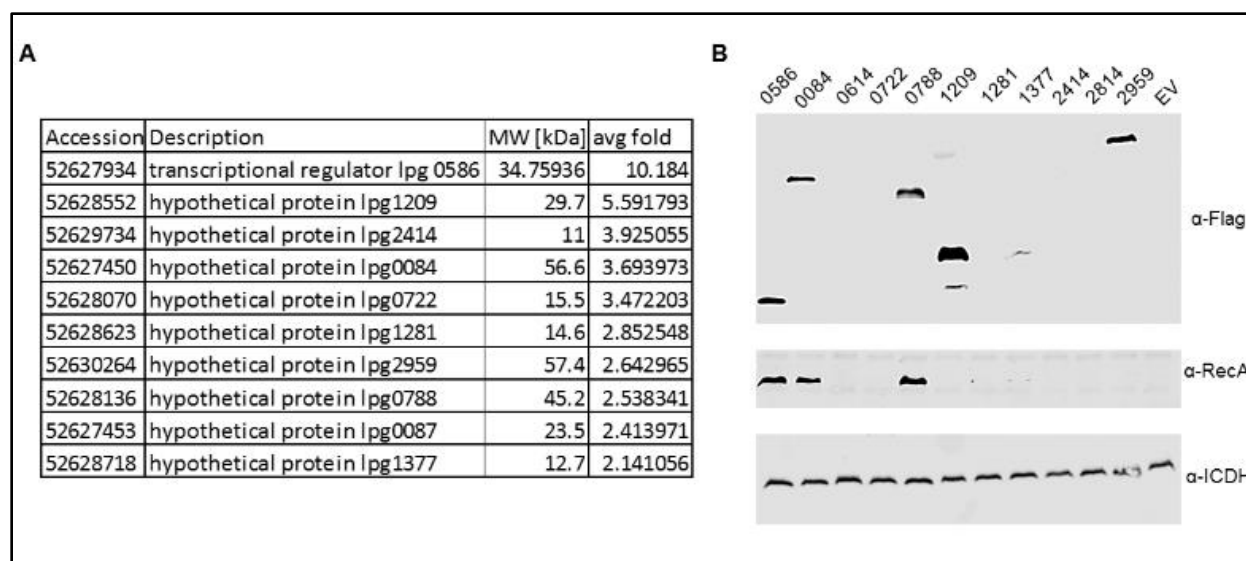 A
Accession Description MW [kDa] avg fold
52627934 transcriptional regulator lpg 0586 34.75936 10.184
52628552 hypothetical protein lpg1209 29.7 5.591793
52629734 hypothetical protein lpg2414 11 3.925055
52627450 hypothetical protein lpg0084 56.6 3.693973
52628070 hypothetical protein lpg0722 15.5 3.472203
52628623 hypothetical protein lpg1281 14.6 2.852548
52630264 hypothetical protein lpg2959 57.4 2.642965
52628136 hypothetical protein lpg0788 45.2 2.538341
52627453 hypothetical protein lpg0087 23.5 2.413971
52628718 hypothetical protein lpg1377 12.7 2.141056
B
0586 0084 0614 0722 0788 1209 1281 1377 2414 2814 2959 EV
α-Flag
α-RecA
α-ICDH